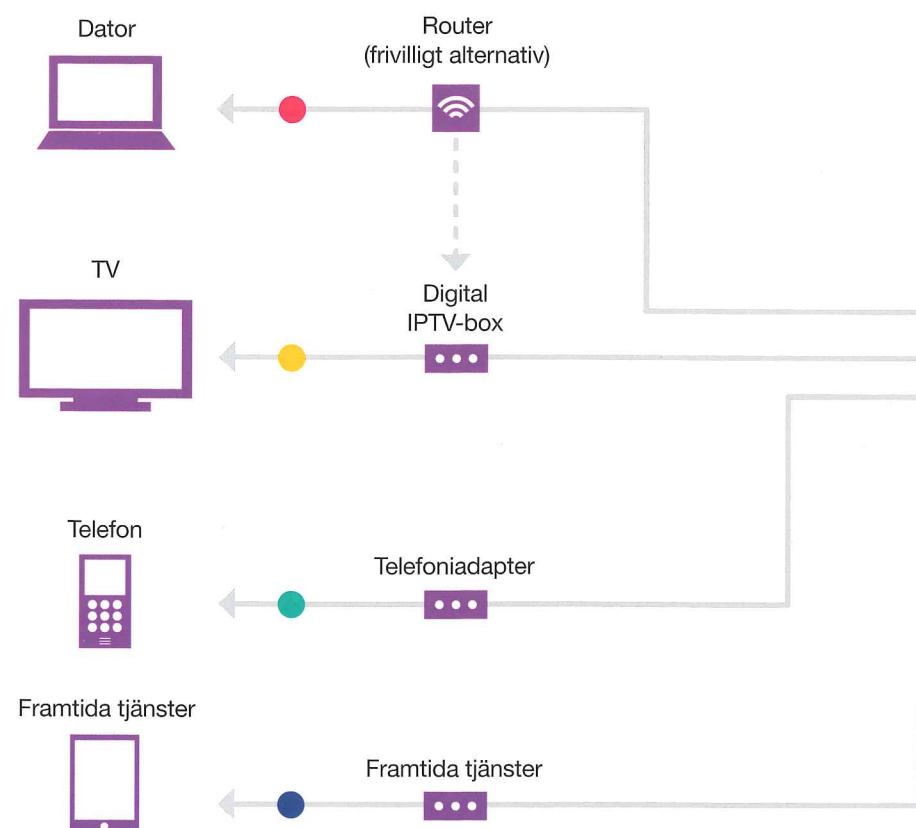 Dator
Router
(frivilligt alternativ)
TV
Digital
IPTV-box
Telefon
Telefoniadapter
Framtida tjänster
Framtida tjänster